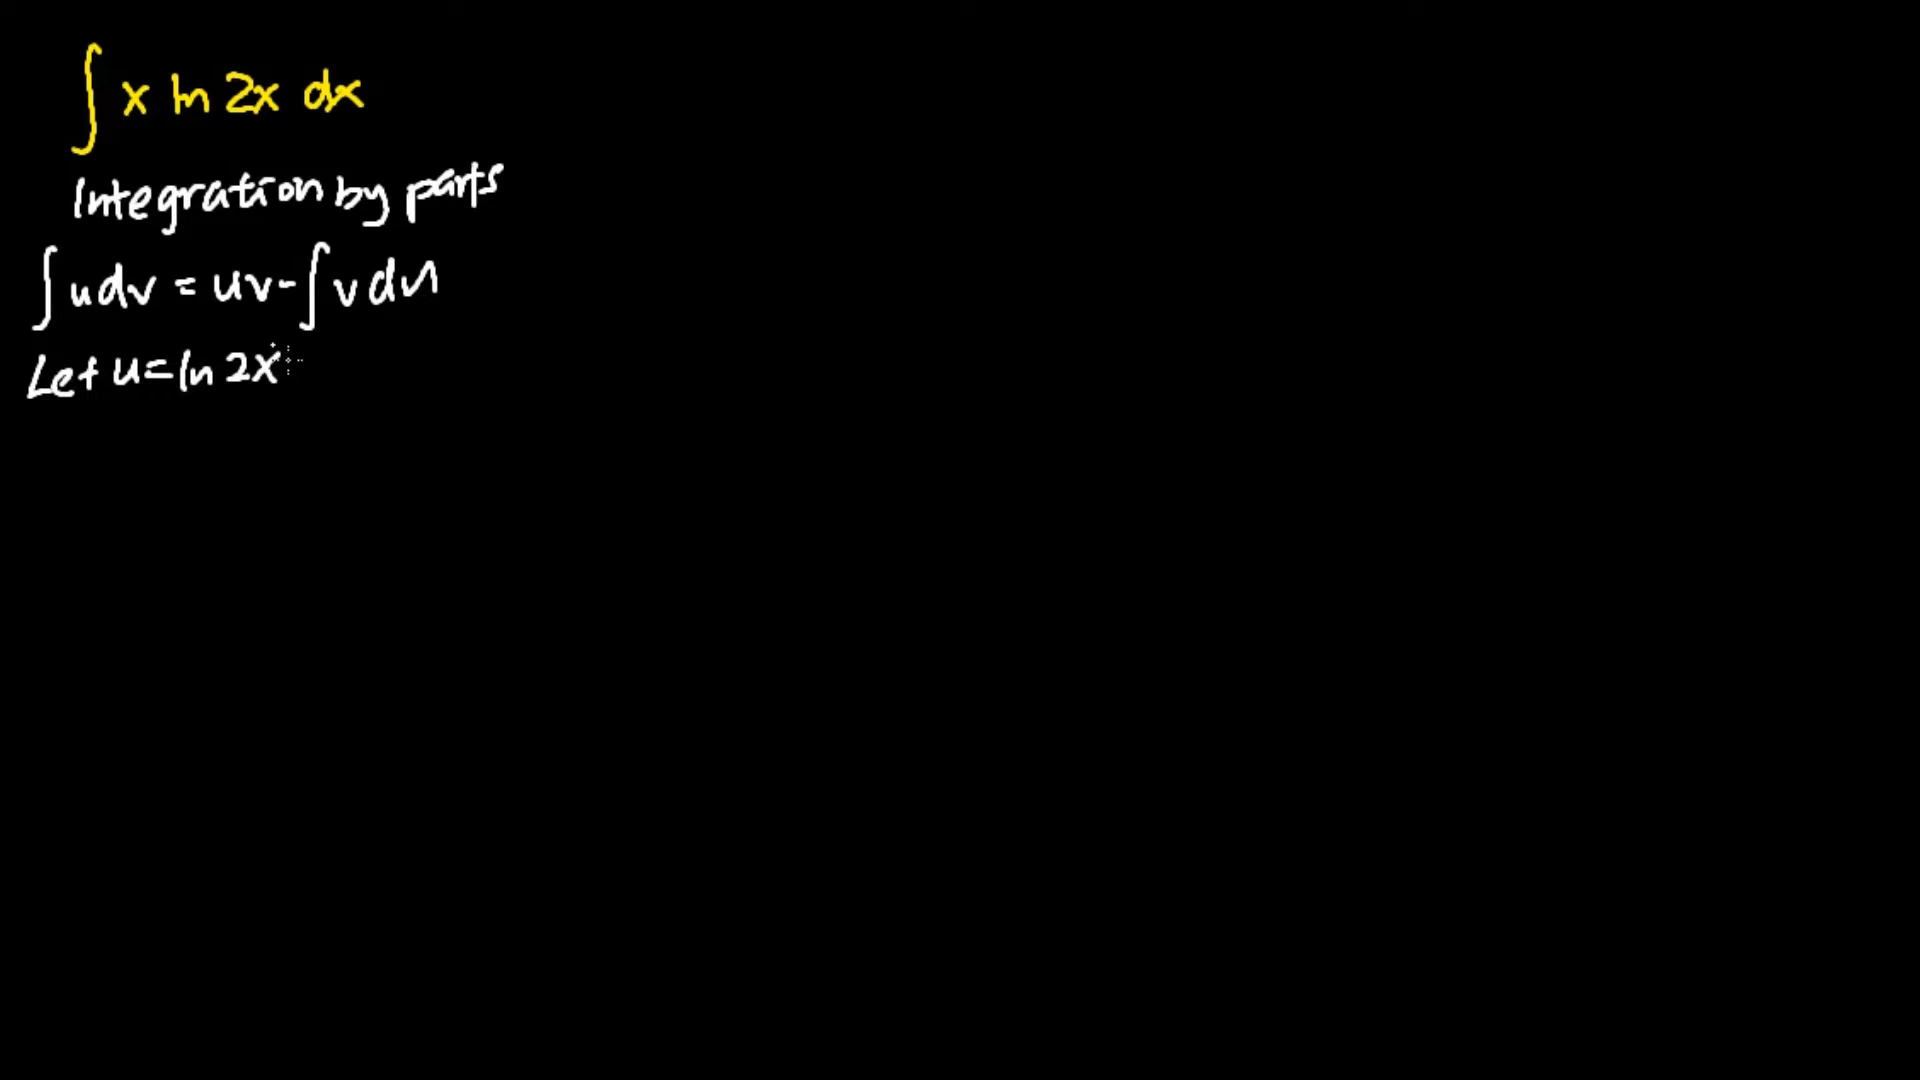 ∫ x ln 2x dx
Integration by parts
∫ u dv = uv - ∫ v du
Let u = ln 2x